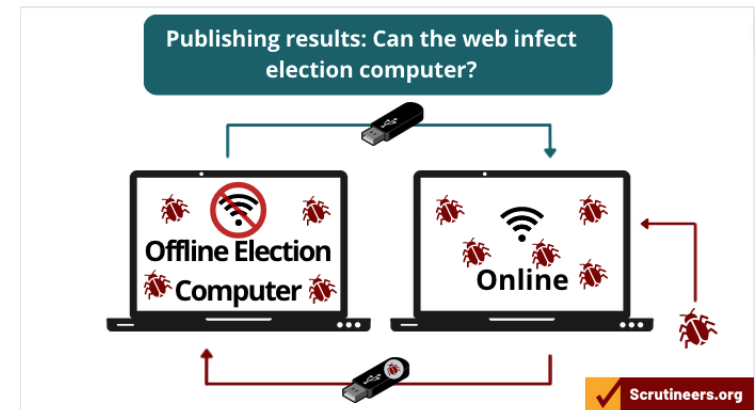 Publishing results: Can the web infect
election computer?
Offline Election
Computer
Online
Scrutineers.org